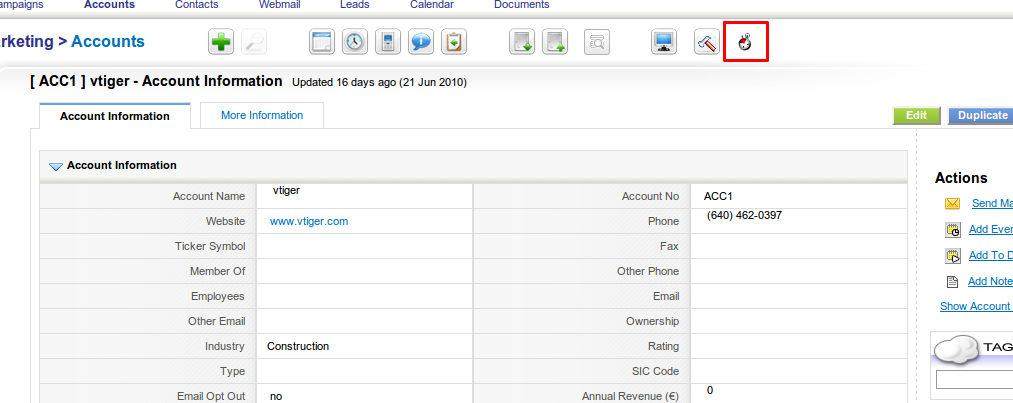 ampaigns Accounts Contacts Webmail Leads Calendar Documents
rketing > Accounts
[ ACC1 ] vtiger - Account Information Updated 16 days ago (21 Jun 2010)
Account Information More Information Edit Duplicate
Account Information
Actions
Account Name vtiger Account No ACC1
Send Ma
Website www.vtiger.com Phone (640) 462-0397
Add Even
Ticker Symbol Fax
Add To D
Member Of Other Phone
Add Note
Employees Email
Show Account
Other Email Ownership
Industry Construction Rating
TAG
Type SIC Code
Email Opt Out no Annual Revenue (€) 0